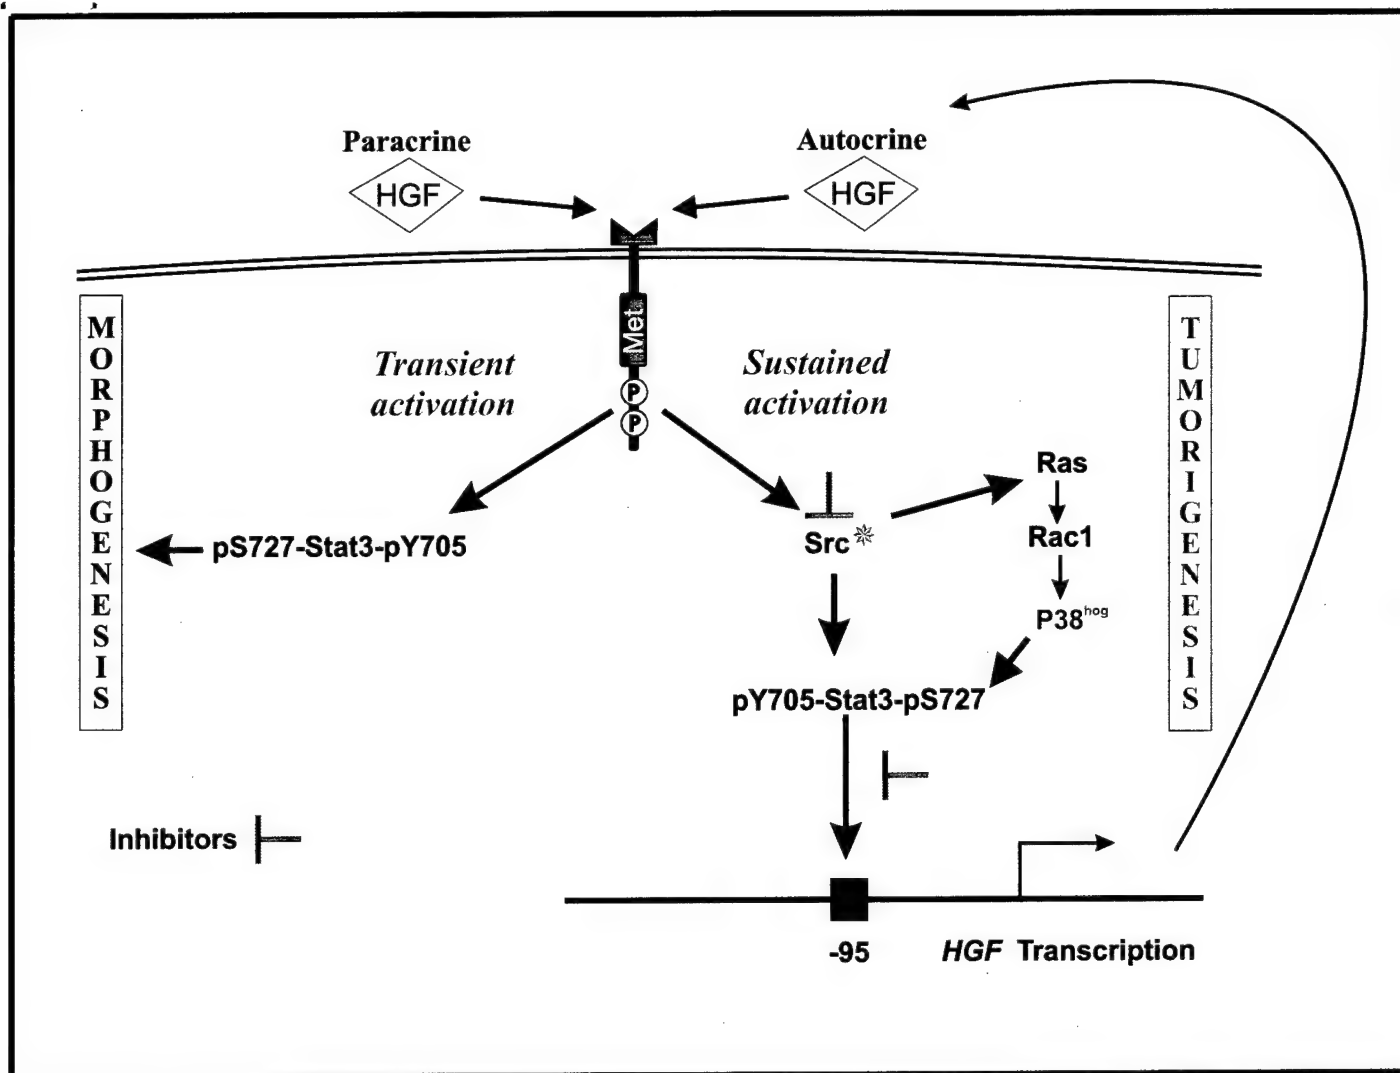 Paracrine
HGF
Autocrine
HGF
MORPHOGENESIS
Met
P
P
Transient
activation
Sustained
activation
TUMORIGENESIS
Ras
Rac1
P38hog
Src*
pS727-Stat3-pY705
pY705-Stat3-pS727
Inhibitors
-95
HGF Transcription